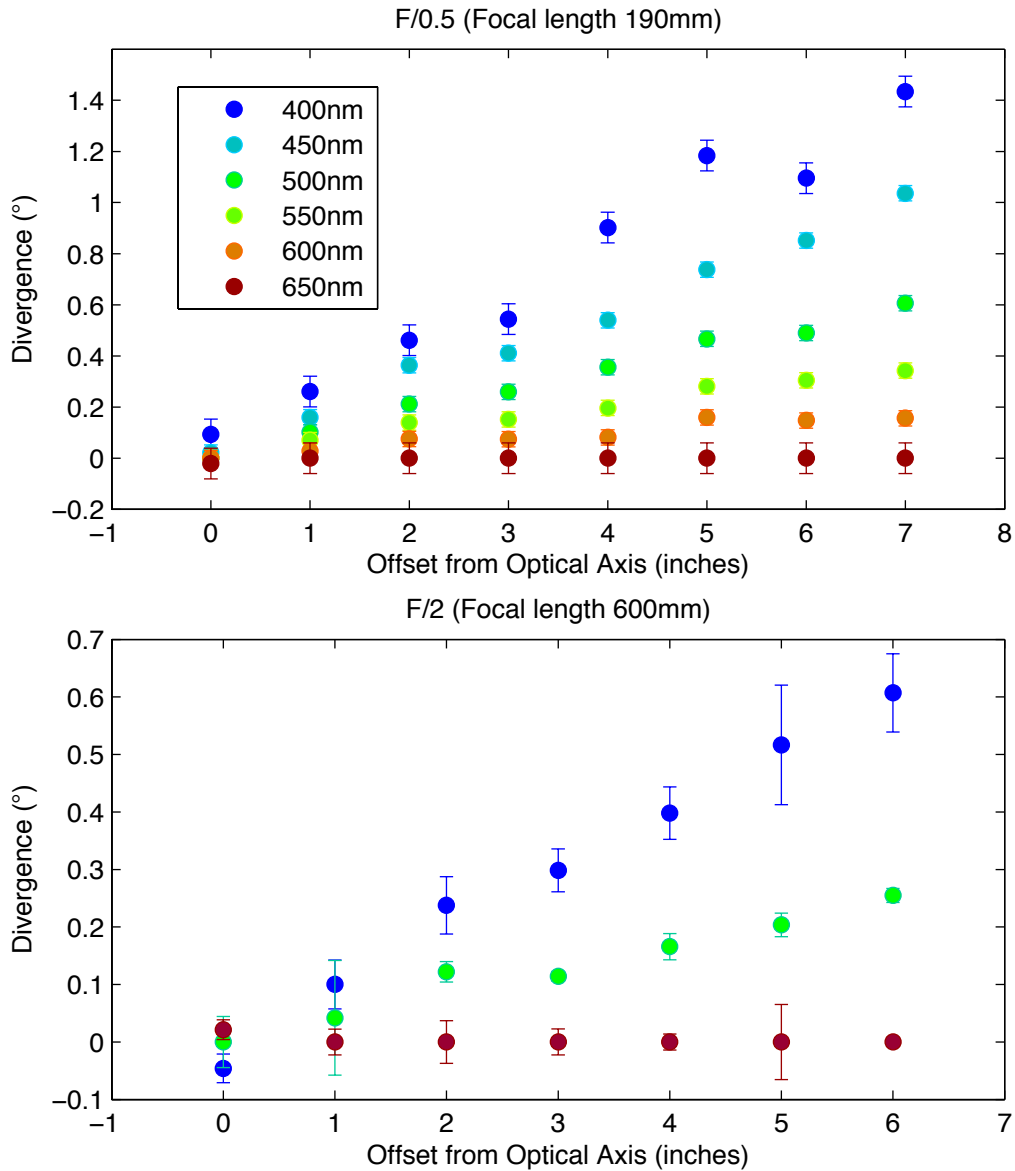 F/0.5 (Focal length 190mm)
1.4
1.2
1
0.8
0.6
0.4
0.2
0
−0.2
Divergence (°)
400nm
450nm
500nm
550nm
600nm
650nm
−1 0 1 2 3 4 5 6 7 8
Offset from Optical Axis (inches)
F/2 (Focal length 600mm)
0.7
0.6
0.5
0.4
0.3
0.2
0.1
0
−0.1
Divergence (°)
−1 0 1 2 3 4 5 6 7
Offset from Optical Axis (inches)